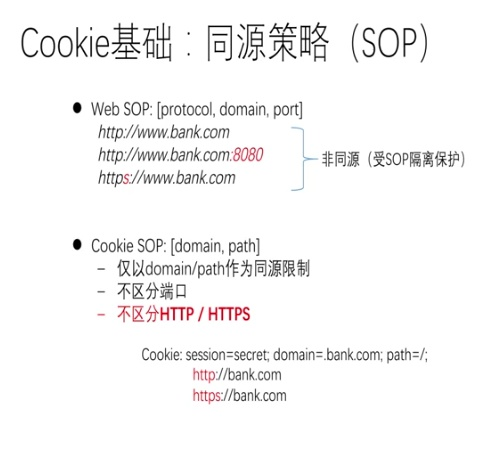 Cookie基础：同源策略（SOP）
● Web SOP: [protocol, domain, port]
http://www.bank.com
http://www.bank.com:8080
https://www.bank.com
非同源（受SOP隔离保护）
● Cookie SOP: [domain, path]
– 仅以domain/path作为同源限制
– 不区分端口
– 不区分HTTP / HTTPS
Cookie: session=secret; domain=.bank.com; path=/;
http://bank.com
https://bank.com